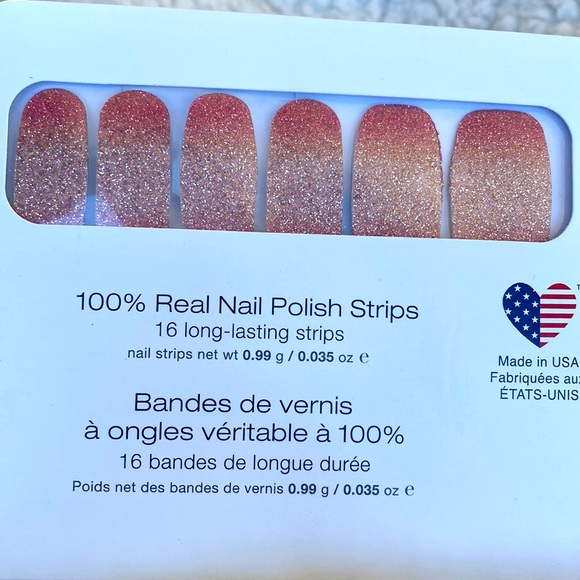 100% Real Nail Polish Strips
16 long-lasting strips
nail strips net wt 0.99 g / 0.035 oz ℮
Bandes de vernis
à ongles véritable à 100%
16 bandes de longue durée
Poids net des bandes de vernis 0.99 g / 0.035 oz ℮
Made in USA
Fabriquées aux
ÉTATS-UNIS